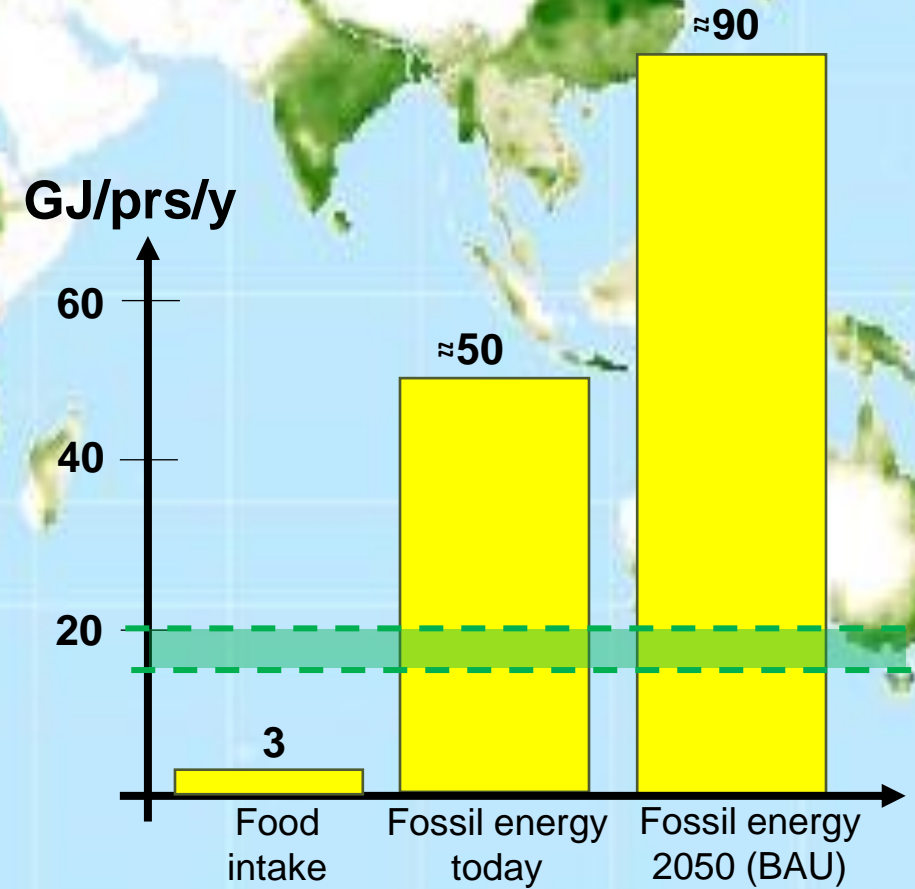 ≈90
GJ/prs/y
60
≈50
40
20
3
Food
intake
Fossil energy
today
Fossil energy
2050 (BAU)